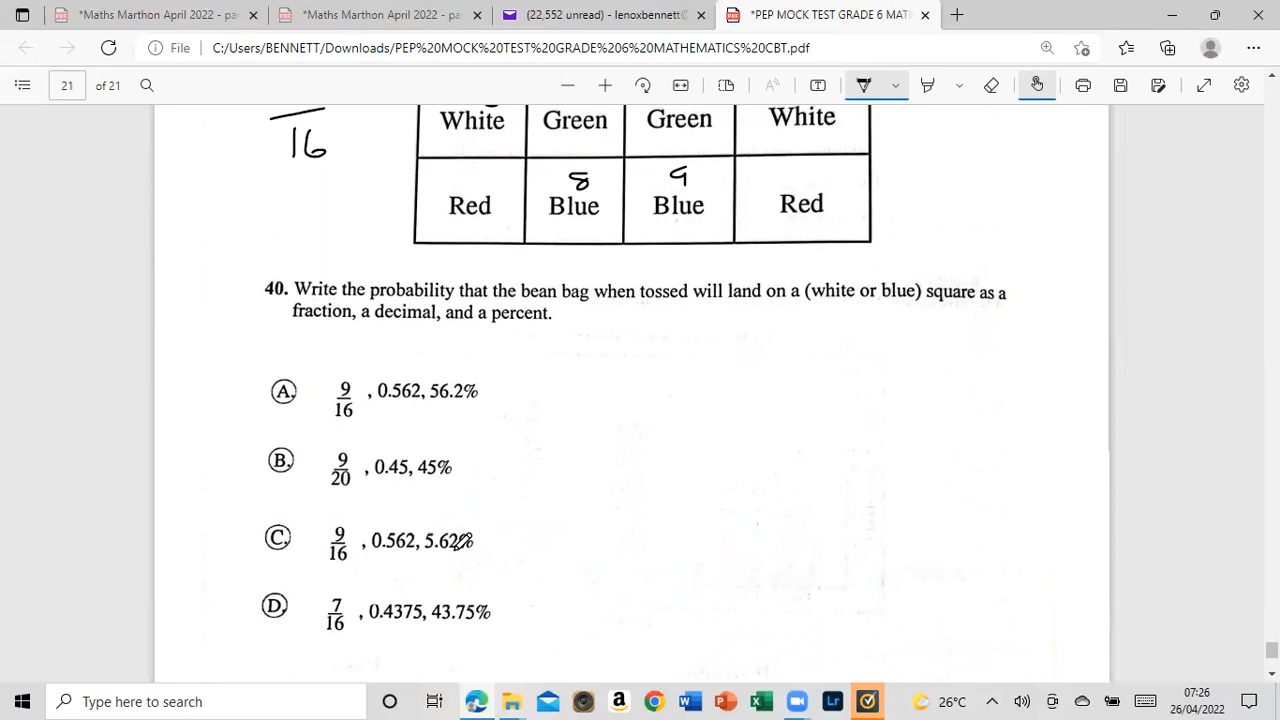 *Maths Marthon April 2022 - pa
*Maths Marthon April 2022 - pa
(22,552 unread) - lenoxbennett@
*PEP MOCK TEST GRADE 6 MATH
File
C:/Users/BENNETT/Downloads/PEP%20MOCK%20TEST%20GRADE%206%20MATHEMATICS%20CBT.pdf
21 of 21
16
White Green Green White
8 9
Red Blue Blue Red
40. Write the probability that the bean bag when tossed will land on a (white or blue) square as a
fraction, a decimal, and a percent.
A. 9/16 , 0.562, 56.2%
B. 9/20 , 0.45, 45%
C. 9/16 , 0.562, 5.62%
D. 7/16 , 0.4375, 43.75%
Type here to search
26°C
07:26
26/04/2022